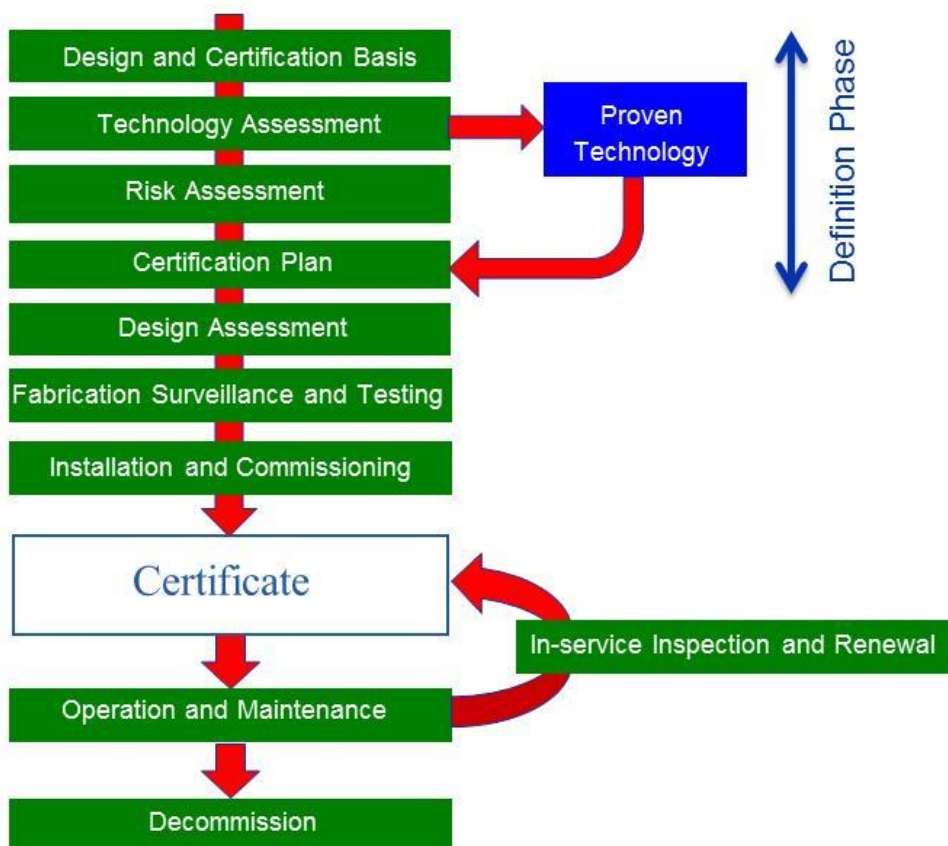 Design and Certification Basis
Technology Assessment
Proven
Technology
Risk Assessment
Certification Plan
Definition Phase
Design Assessment
Fabrication Surveillance and Testing
Installation and Commissioning
Certificate
In-service Inspection and Renewal
Operation and Maintenance
Decommission